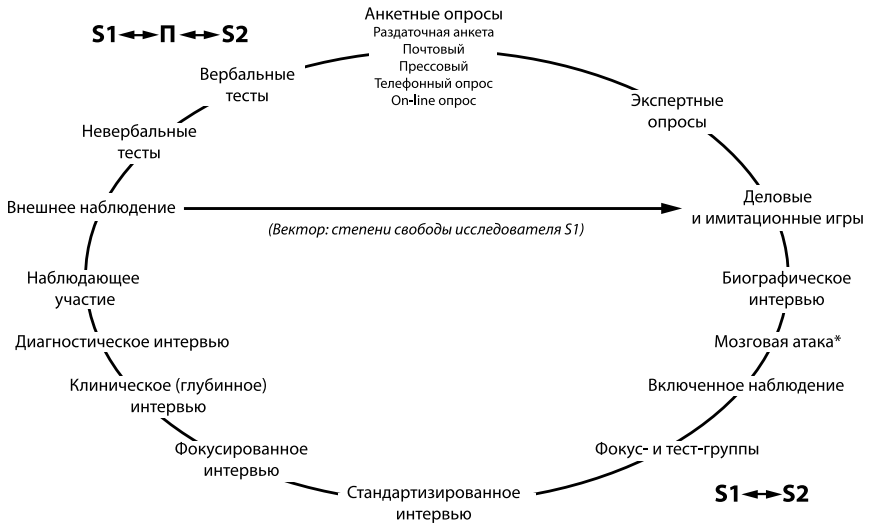 Анкетные опросы
Раздаточная анкета
Почтовый
Прессовый
Телефонный опрос
On-line опрос
S1 ↔ П ↔ S2
Вербальные
тесты
Экспертные
опросы
Невербальные
тесты
Внешнее наблюдение
Деловые
и имитационные игры
(Вектор: степени свободы исследователя S1)
Наблюдающее
участие
Биографическое
интервью
Диагностическое интервью
Мозговая атака*
Клиническое (глубинное)
интервью
Включенное наблюдение
Фокусированное
интервью
Фокус- и тест-группы
Стандартизированное
интервью
S1 ↔ S2